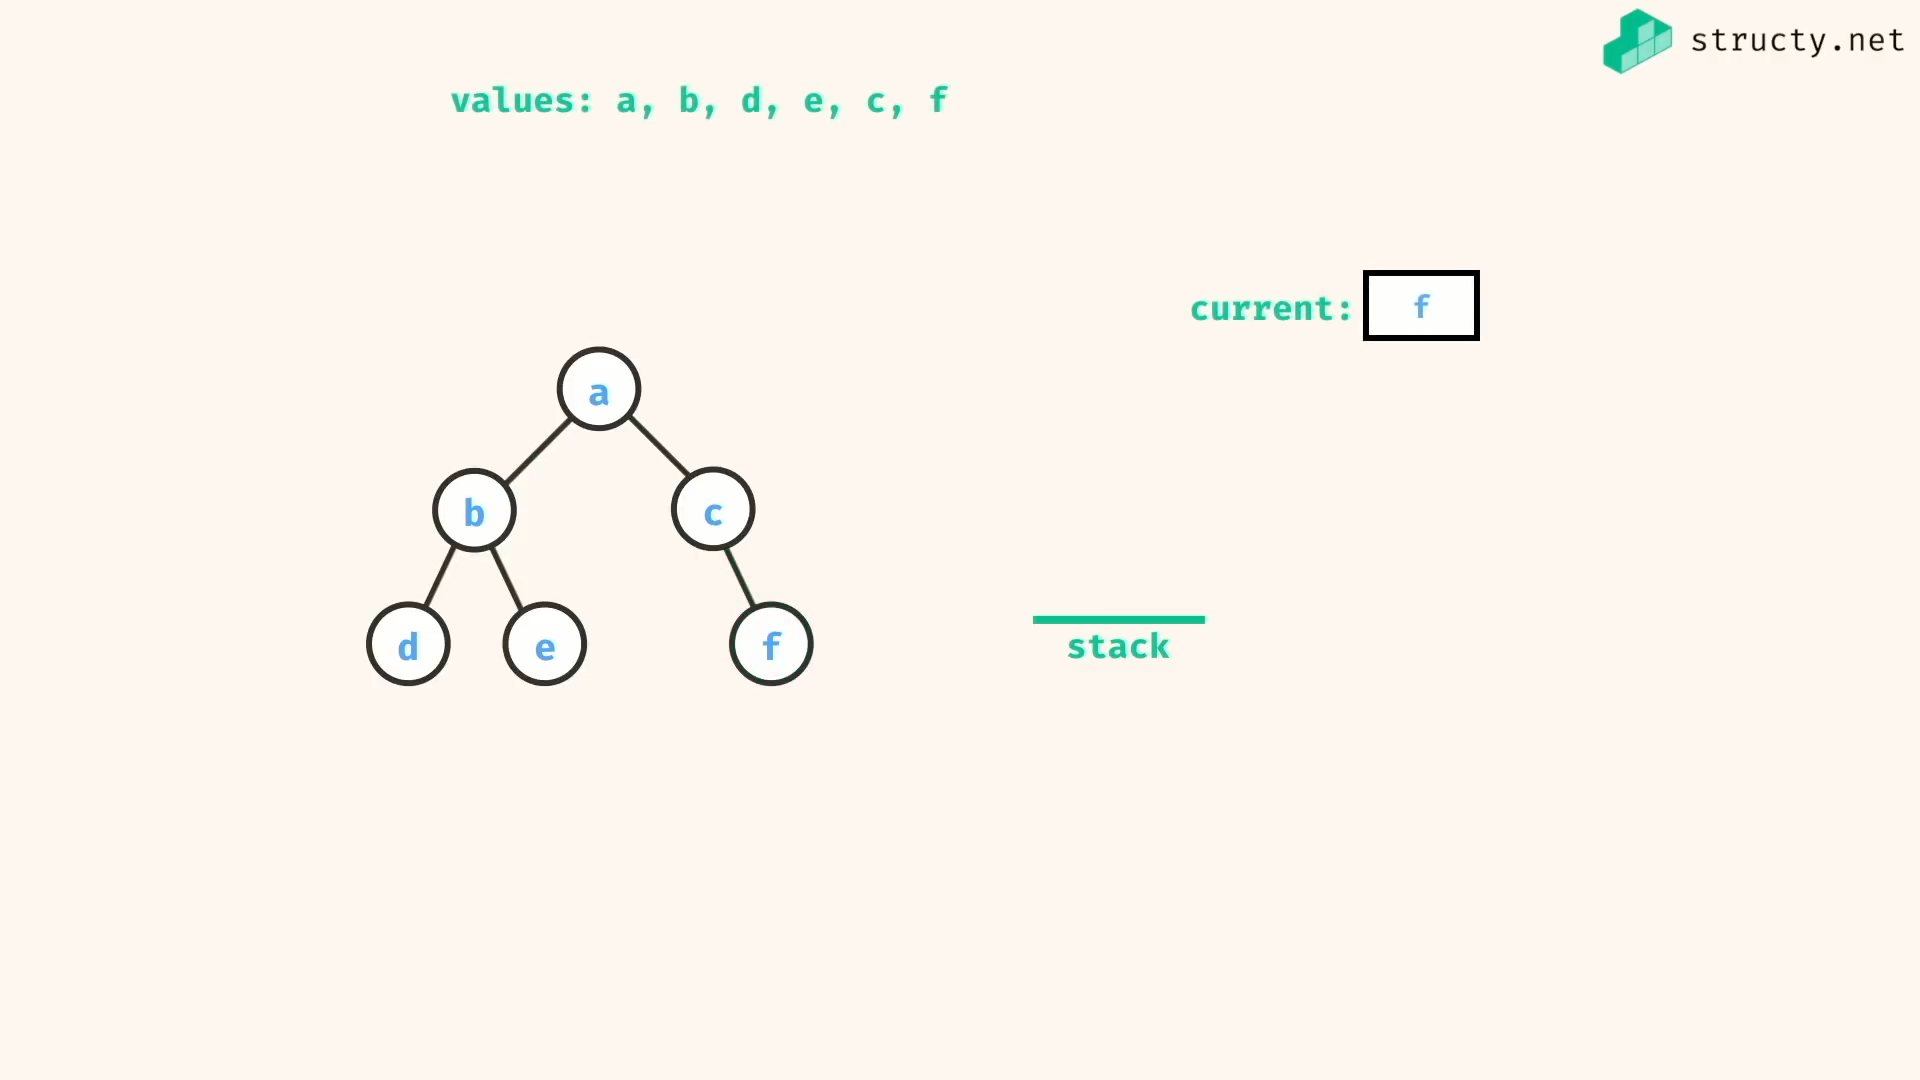 structy.net
values: a, b, d, e, c, f
current: f
a
b c
d e f
stack